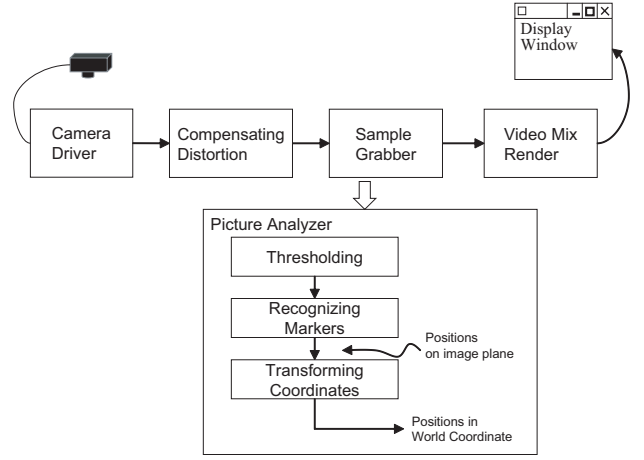 Display
Window
Camera
Driver
Compensating
Distortion
Sample
Grabber
Video Mix
Render
Picture Analyzer
Thresholding
Recognizing
Markers
Positions
on image plane
Transforming
Coordinates
Positions in
World Coordinate